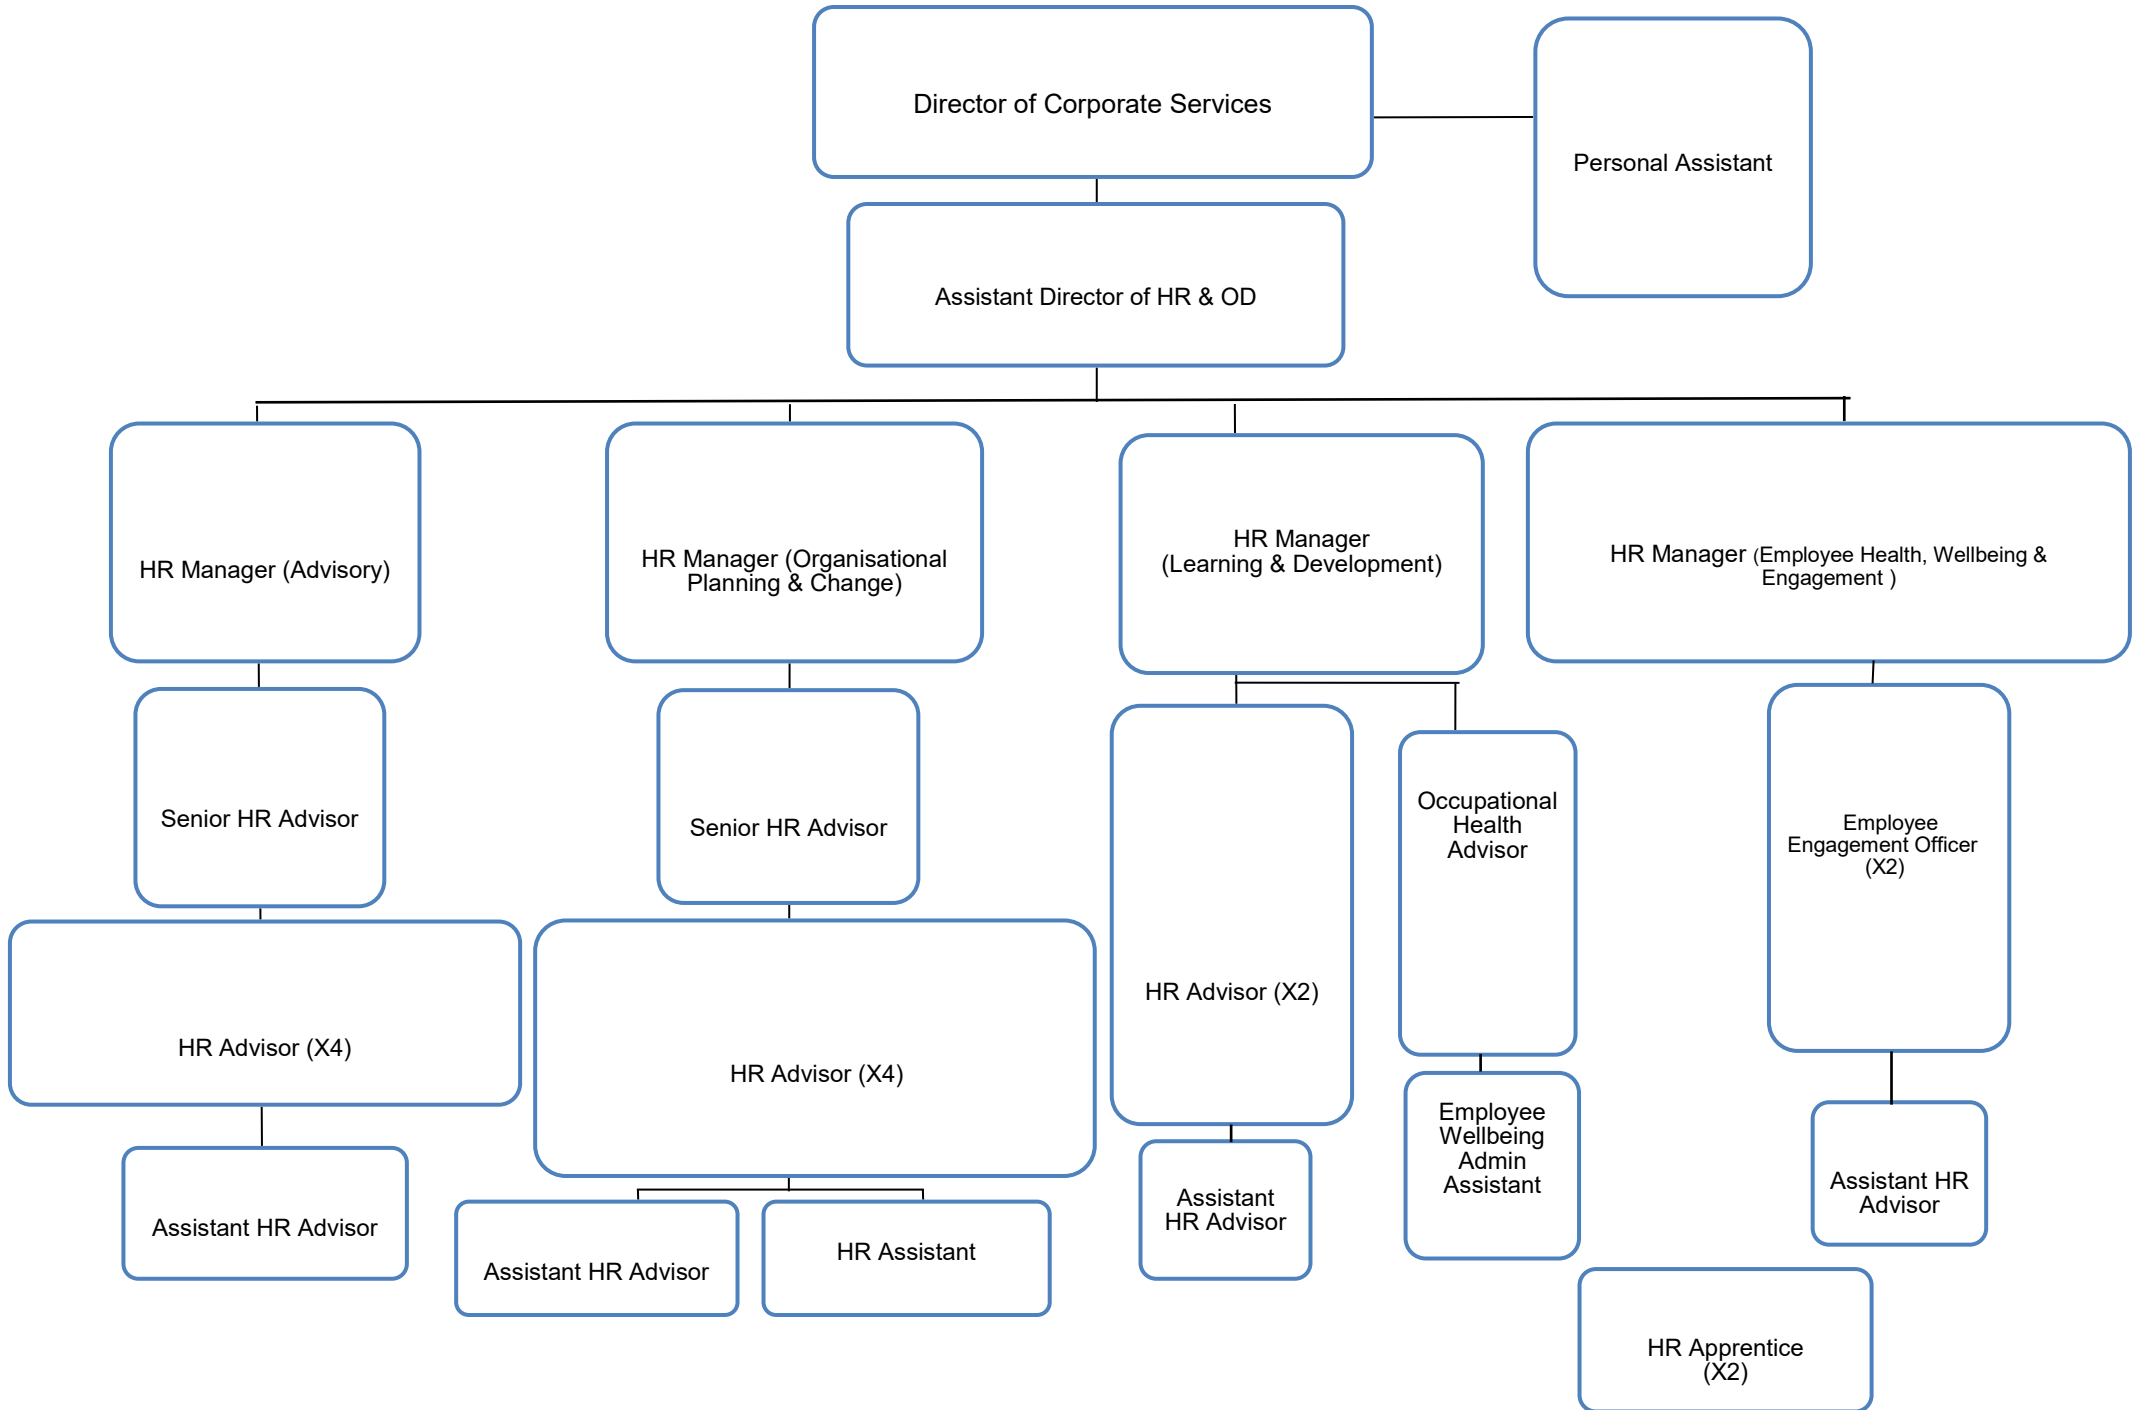 Director of Corporate Services
Personal Assistant
Assistant Director of HR & OD
HR Manager (Advisory)
HR Manager (Organisational
Planning & Change)
HR Manager
(Learning & Development)
HR Manager (Employee Health, Wellbeing &
Engagement )
Senior HR Advisor
Senior HR Advisor
HR Advisor (X2)
Occupational
Health
Advisor
Employee
Engagement Officer
(X2)
HR Advisor (X4)
HR Advisor (X4)
Assistant HR Advisor
Assistant HR Advisor
HR Assistant
Assistant
HR Advisor
Employee
Wellbeing
Admin
Assistant
Assistant HR
Advisor
HR Apprentice
(X2)